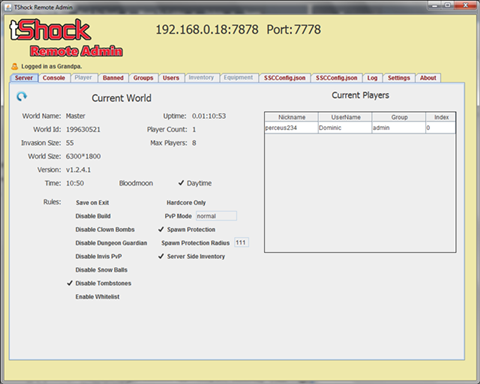 TShock Remote Admin
tShock
Remote Admin
192.168.0.18:7878 Port:7778
Logged in as Grandpa.
Server Console Player Banned Groups Users Inventory Equipment SSCConfig.json SSCConfig.json Log Settings About
Current World
Current Players
World Name: Master Uptime: 0.01:10:53
World Id: 199630521 Player Count: 1
Invasion Size: 55 Max Players: 8
World Size: 6300*1800
Version: v1.2.4.1
Time: 10:50 Bloodmoon Daytime
Nickname UserName Group Index
perceus234 Dominic admin 0
Rules: Save on Exit Hardcore Only
Disable Build PvP Mode normal
Disable Clown Bombs Spawn Protection
Disable Dungeon Guardian Spawn Protection Radius 111
Disable Invis PvP Server Side Inventory
Disable Snow Balls
Disable Tombstones
Enable Whitelist